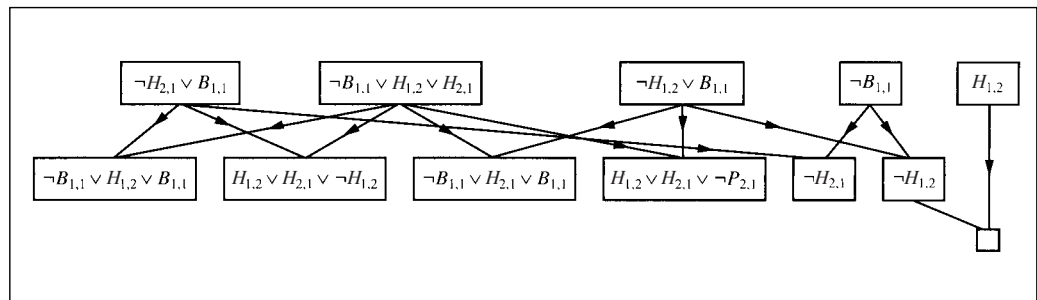 ¬H2,1 ∨ B1,1 ¬B1,1 ∨ H1,2 ∨ H2,1 ¬H1,2 ∨ B1,1 ¬B1,1 H1,2
¬B1,1 ∨ H1,2 ∨ B1,1 H1,2 ∨ H2,1 ∨ ¬H1,2 ¬B1,1 ∨ H2,1 ∨ B1,1 H1,2 ∨ H2,1 ∨ ¬P2,1 ¬H2,1 ¬H1,2